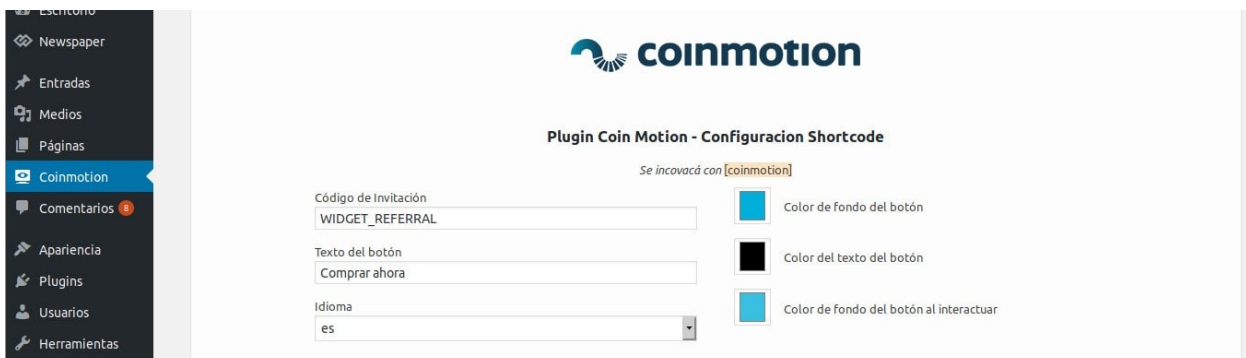 Escritorio
Newspaper
Entradas
Medios
Páginas
Coinmotion
Comentarios 8
Apariencia
Plugins
Usuarios
Herramientas
coinmotion
Plugin Coin Motion - Configuracion Shortcode
Se incovacá con [coinmotion]
Código de Invitación
WIDGET_REFERRAL
Texto del botón
Comprar ahora
Idioma
es
Color de fondo del botón
Color del texto del botón
Color de fondo del botón al interactuar